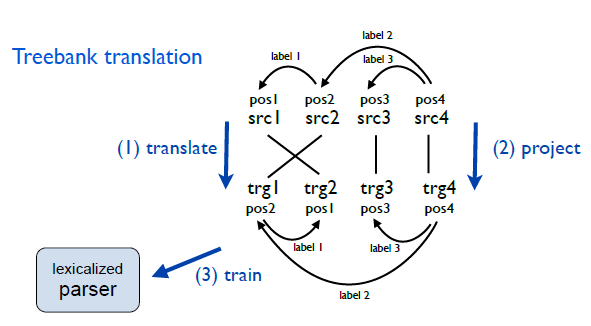 Treebank translation
label 2
label 1
label 3
pos1 pos2 pos3 pos4
src1 src2 src3 src4
(1) translate
(2) project
trg1 trg2 trg3 trg4
pos2 pos1 pos3 pos4
label 1
label 3
lexicalized
parser
(3) train
label 2